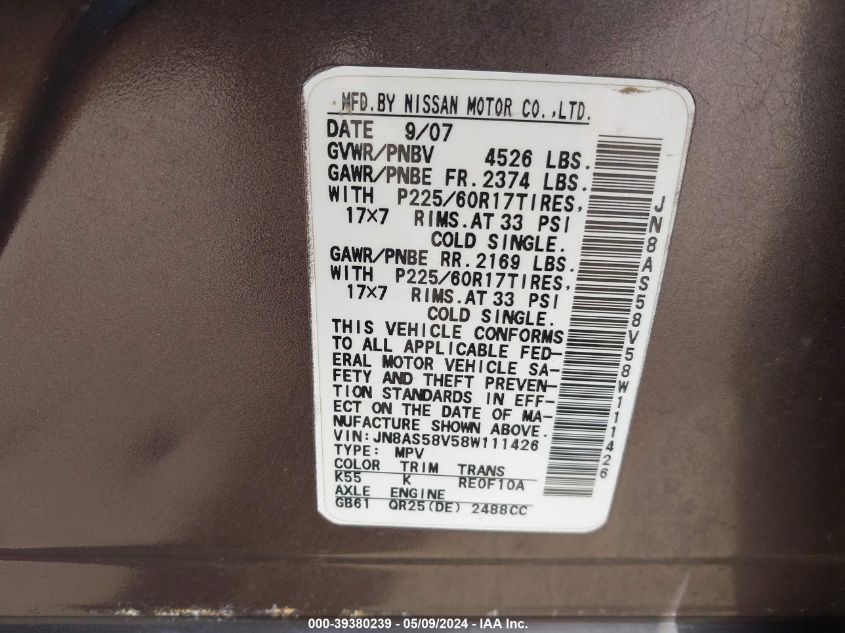 MFD.BY NISSAN MOTOR CO.,LTD.
DATE 9/07
GVWR/PNBV 4526 LBS.
GAWR/PNBE FR. 2374 LBS.
WITH P225/60R17TIRES,
17×7 RIMS.AT 33 PSI
COLD SINGLE.
GAWR/PNBE RR. 2169 LBS.
WITH P225/60R17TIRES,
17×7 RIMS.AT 33 PSI
COLD SINGLE.
THIS VEHICLE CONFORMS
TO ALL APPLICABLE FED-
ERAL MOTOR VEHICLE SA-
FETY AND THEFT PREVEN-
TION STANDARDS IN EFF-
ECT ON THE DATE OF MA-
NUFACTURE SHOWN ABOVE.
VIN: JN8AS58V58W111426
TYPE: MPV
COLOR TRIM TRANS
K55 K RE0F10A
AXLE ENGINE
GB61 QR25(DE) 2488CC
JN8AS58V58W111426
000-39380239 - 05/09/2024 - IAA Inc.